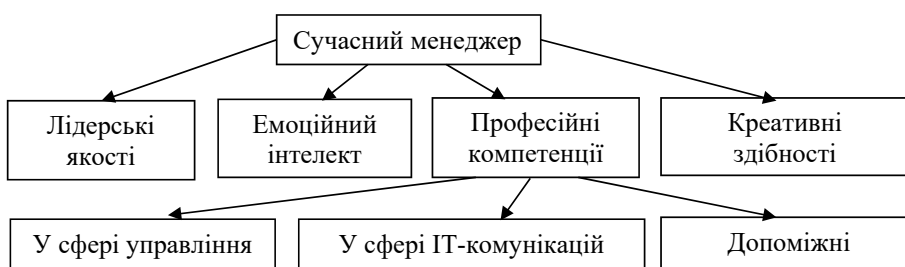 Сучасний менеджер
Лідерські
якості
Емоційний
інтелект
Професійні
компетенції
Креативні
здібності
У сфері управління
У сфері ІТ-комунікацій
Допоміжні